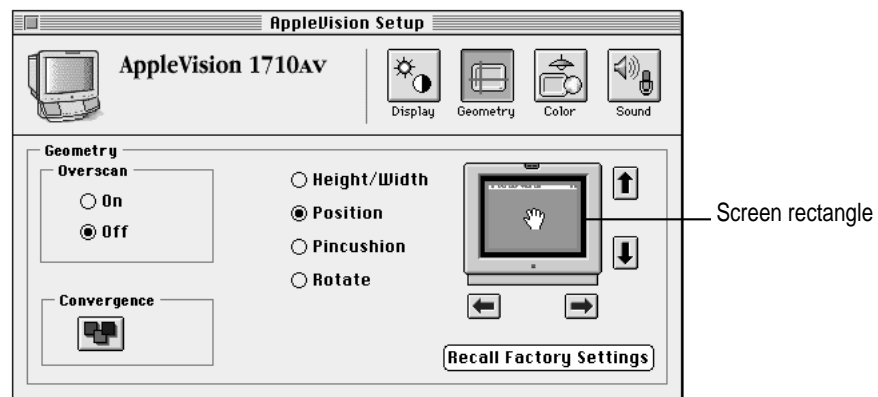 AppleVision Setup
AppleVision 1710AV
Display
Geometry
Color
Sound
Geometry
Overscan
On
Off
Height/Width
Position
Pincushion
Rotate
Screen rectangle
Convergence
Recall Factory Settings